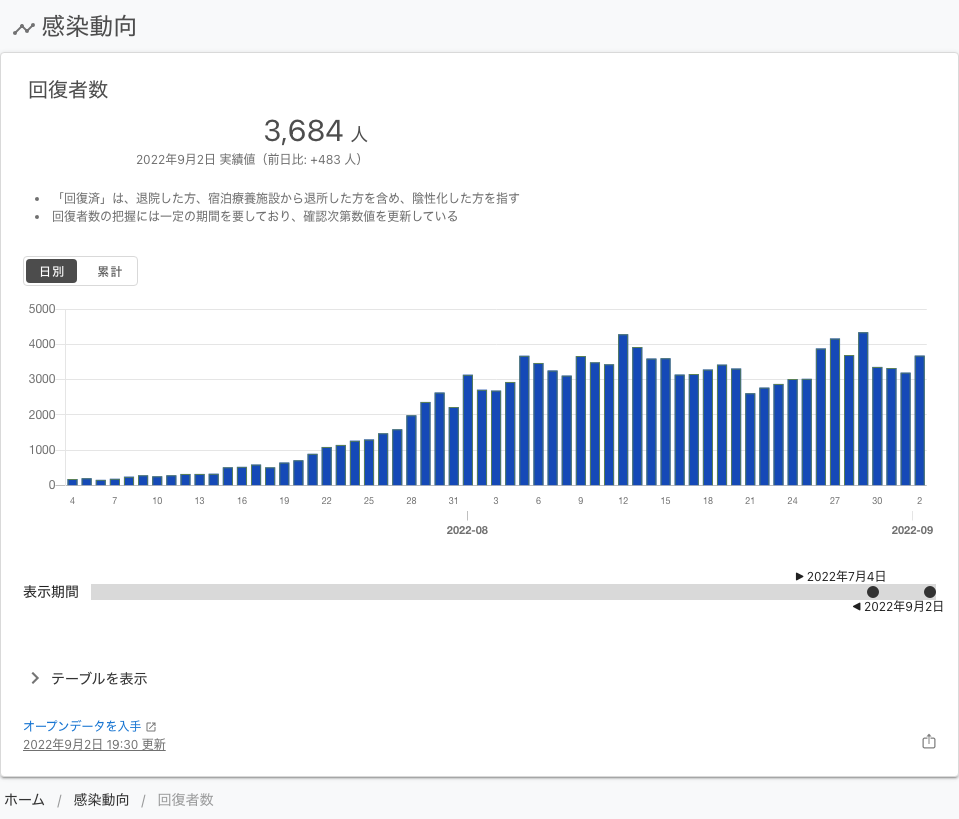 感染動向
回復者数
3,684 人
2022年9月2日 実績値（前日比: +483 人）
• 「回復済」は、退院した方、宿泊療養施設から退所した方を含め、陰性化した方を指す
• 回復者数の把握には一定の期間を要しており、確認次第数値を更新している
日別 累計
5000
4000
3000
2000
1000
0
4 7 10 13 16 19 22 25 28 31 3 6 9 12 15 18 21 24 27 30 2
2022-08 2022-09
▶ 2022年7月4日
表示期間
◀ 2022年9月2日
テーブルを表示
オープンデータを入手
2022年9月2日 19:30 更新
ホーム / 感染動向 / 回復者数